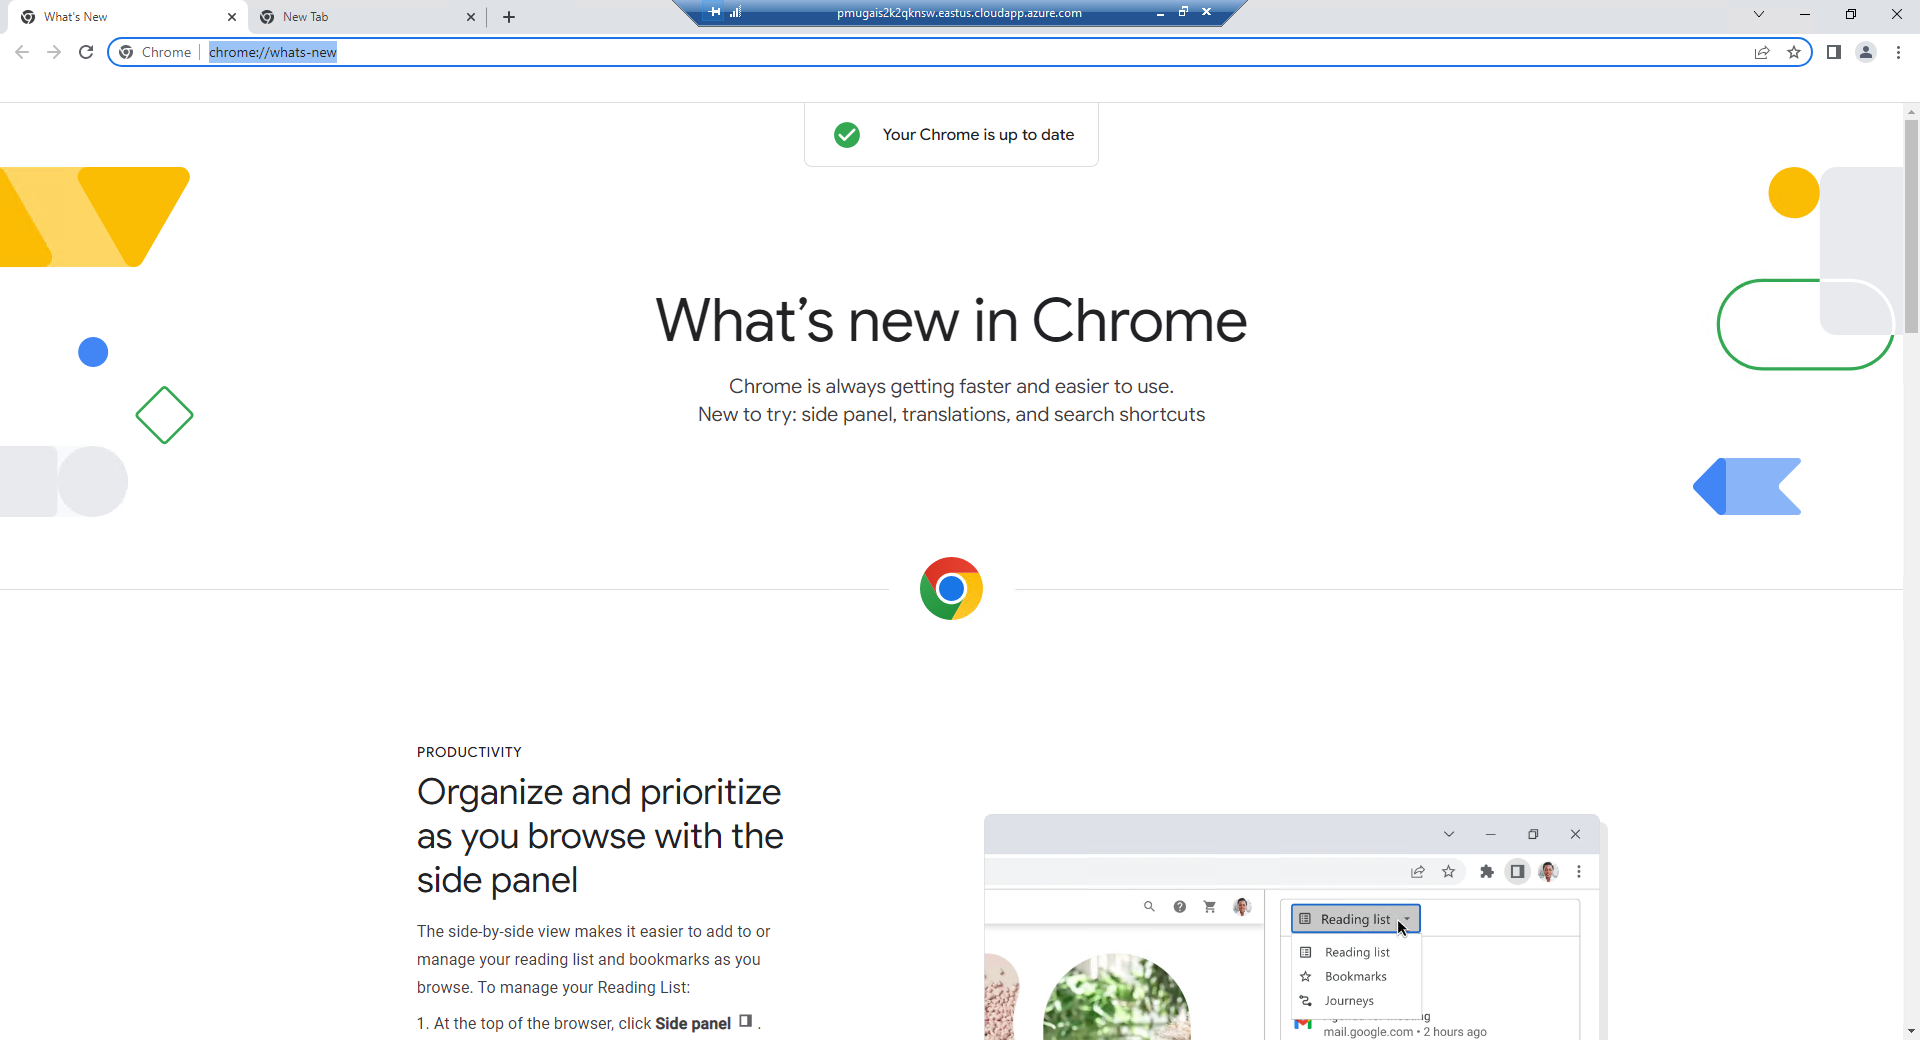 What's New
New Tab
pmugais2k2qknsw.eastus.cloudapp.azure.com
Chrome
chrome://whats-new
Your Chrome is up to date
What's new in Chrome
Chrome is always getting faster and easier to use.
New to try: side panel, translations, and search shortcuts
PRODUCTIVITY
Organize and prioritize
as you browse with the
side panel
The side-by-side view makes it easier to add to or
manage your reading list and bookmarks as you
browse. To manage your Reading List:
1. At the top of the browser, click Side panel .
Reading list
Reading list
Bookmarks
Journeys
mail.google.com • 2 hours ago